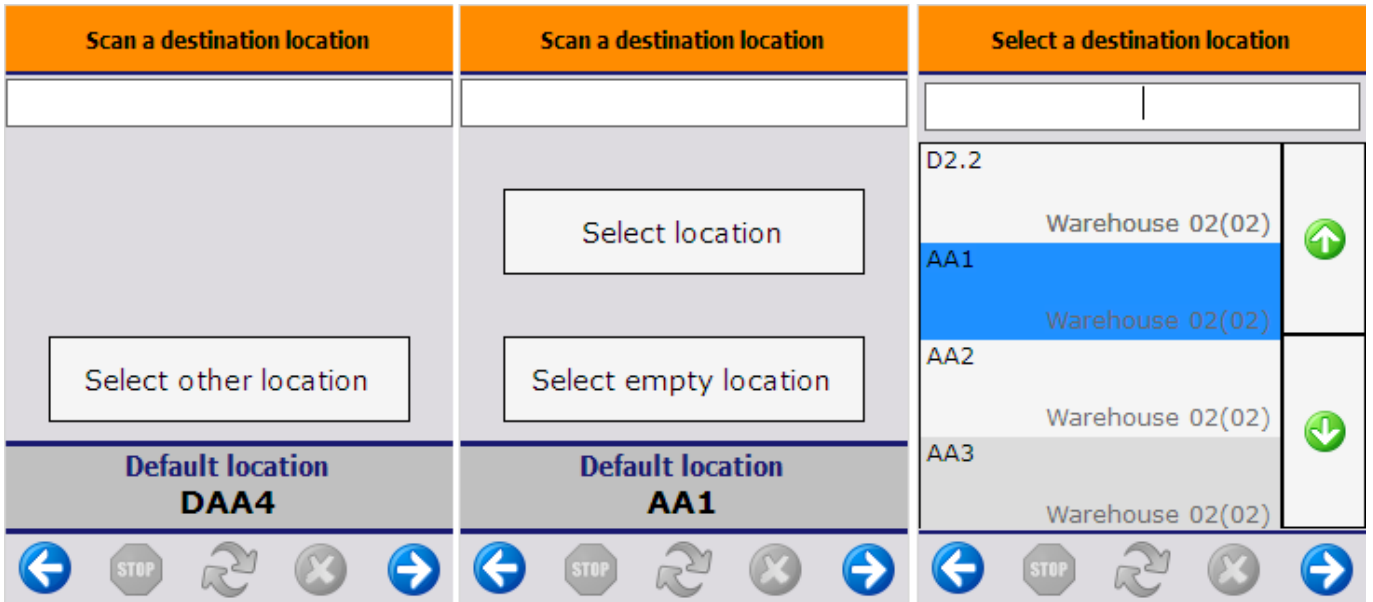 Scan a destination location
Select other location
Default location
DAA4
STOP
Scan a destination location
Select location
Select empty location
Default location
AA1
STOP
Select a destination location
D2.2
Warehouse 02(02)
AA1
Warehouse 02(02)
AA2
Warehouse 02(02)
AA3
Warehouse 02(02)
STOP